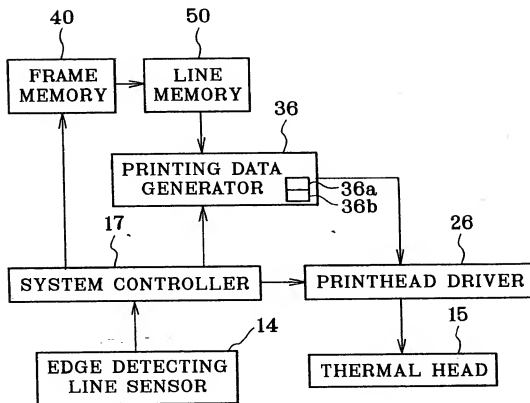 40
50
FRAME MEMORY
LINE MEMORY
36
PRINTING DATA GENERATOR
36a
36b
17
26
SYSTEM CONTROLLER
PRINTHEAD DRIVER
14
15
EDGE DETECTING LINE SENSOR
THERMAL HEAD